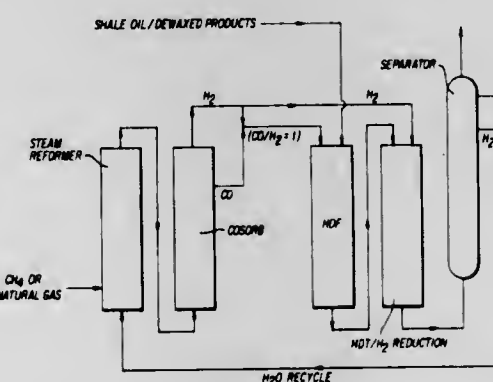 SHALE OIL/DEWAXED PRODUCTS
SEPARATOR
H2
H2
(CO/H2 = 1)
H2
STEAM
REFORMER
CO
COSORB
HDF
CH4 OR
NATURAL GAS
HDT/H2 REDUCTION
H2O RECYCLE